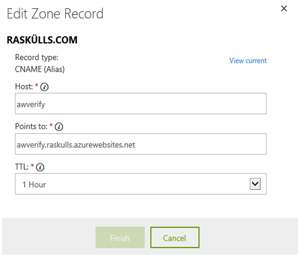 Edit Zone Record
RASKÜLLS.COM
Record type:
View current
CNAME (Alias)
Host: *
awverify
Points to: *
awverify.raskulls.azurewebsites.net
TTL: *
1 Hour
Finish
Cancel